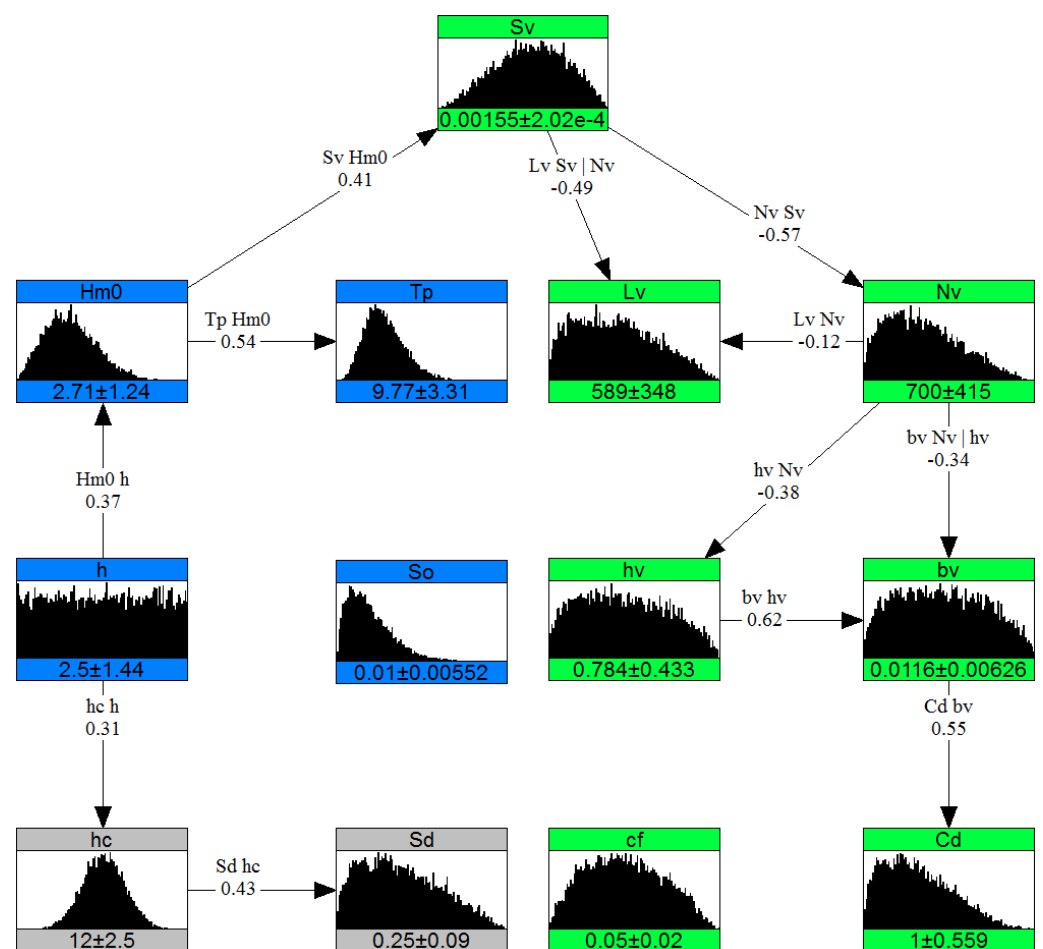 Sv
0.00155±2.02e-4
Sv Hm0
0.41
Lv Sv | Nv
-0.49
Nv Sv
-0.57
Hm0
2.71±1.24
Tp Hm0
0.54
Tp
9.77±3.31
Lv
589±348
Lv Nv
-0.12
Nv
700±415
Hm0 h
0.37
hv Nv
-0.38
bv Nv | hv
-0.34
h
2.5±1.44
So
0.01±0.00552
hv
0.784±0.433
bv hv
0.62
bv
0.0116±0.00626
hc h
0.31
Cd bv
0.55
hc
12±2.5
Sd hc
0.43
Sd
0.25±0.09
cf
0.05±0.02
Cd
1±0.559